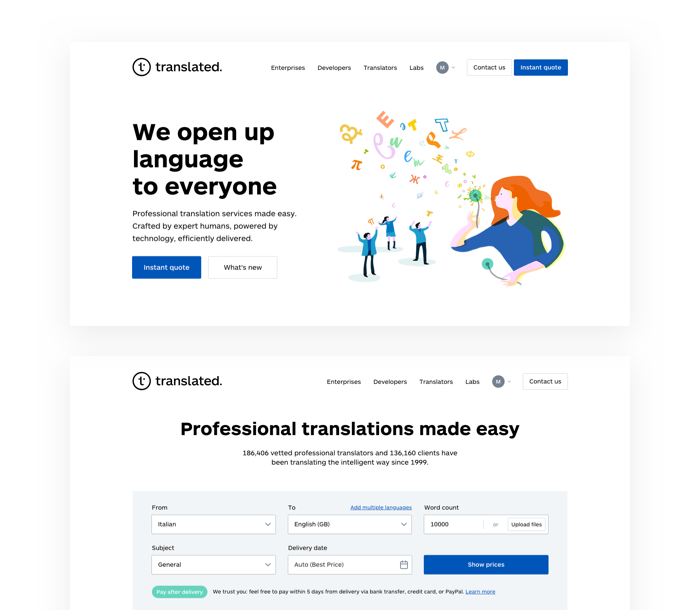 translated.
Enterprises Developers Translators Labs M Contact us Instant quote
We open up
language
to everyone
Professional translation services made easy.
Crafted by expert humans, powered by
technology, efficiently delivered.
Instant quote What's new
translated.
Enterprises Developers Translators Labs M Contact us
Professional translations made easy
186,406 vetted professional translators and 136,160 clients have
been translating the intelligent way since 1999.
From To Add multiple languages Word count
Italian English (GB) 10000 or Upload files
Subject Delivery date
General Auto (Best Price) Show prices
Pay after delivery We trust you: feel free to pay within 5 days from delivery via bank transfer, credit card, or PayPal. Learn more